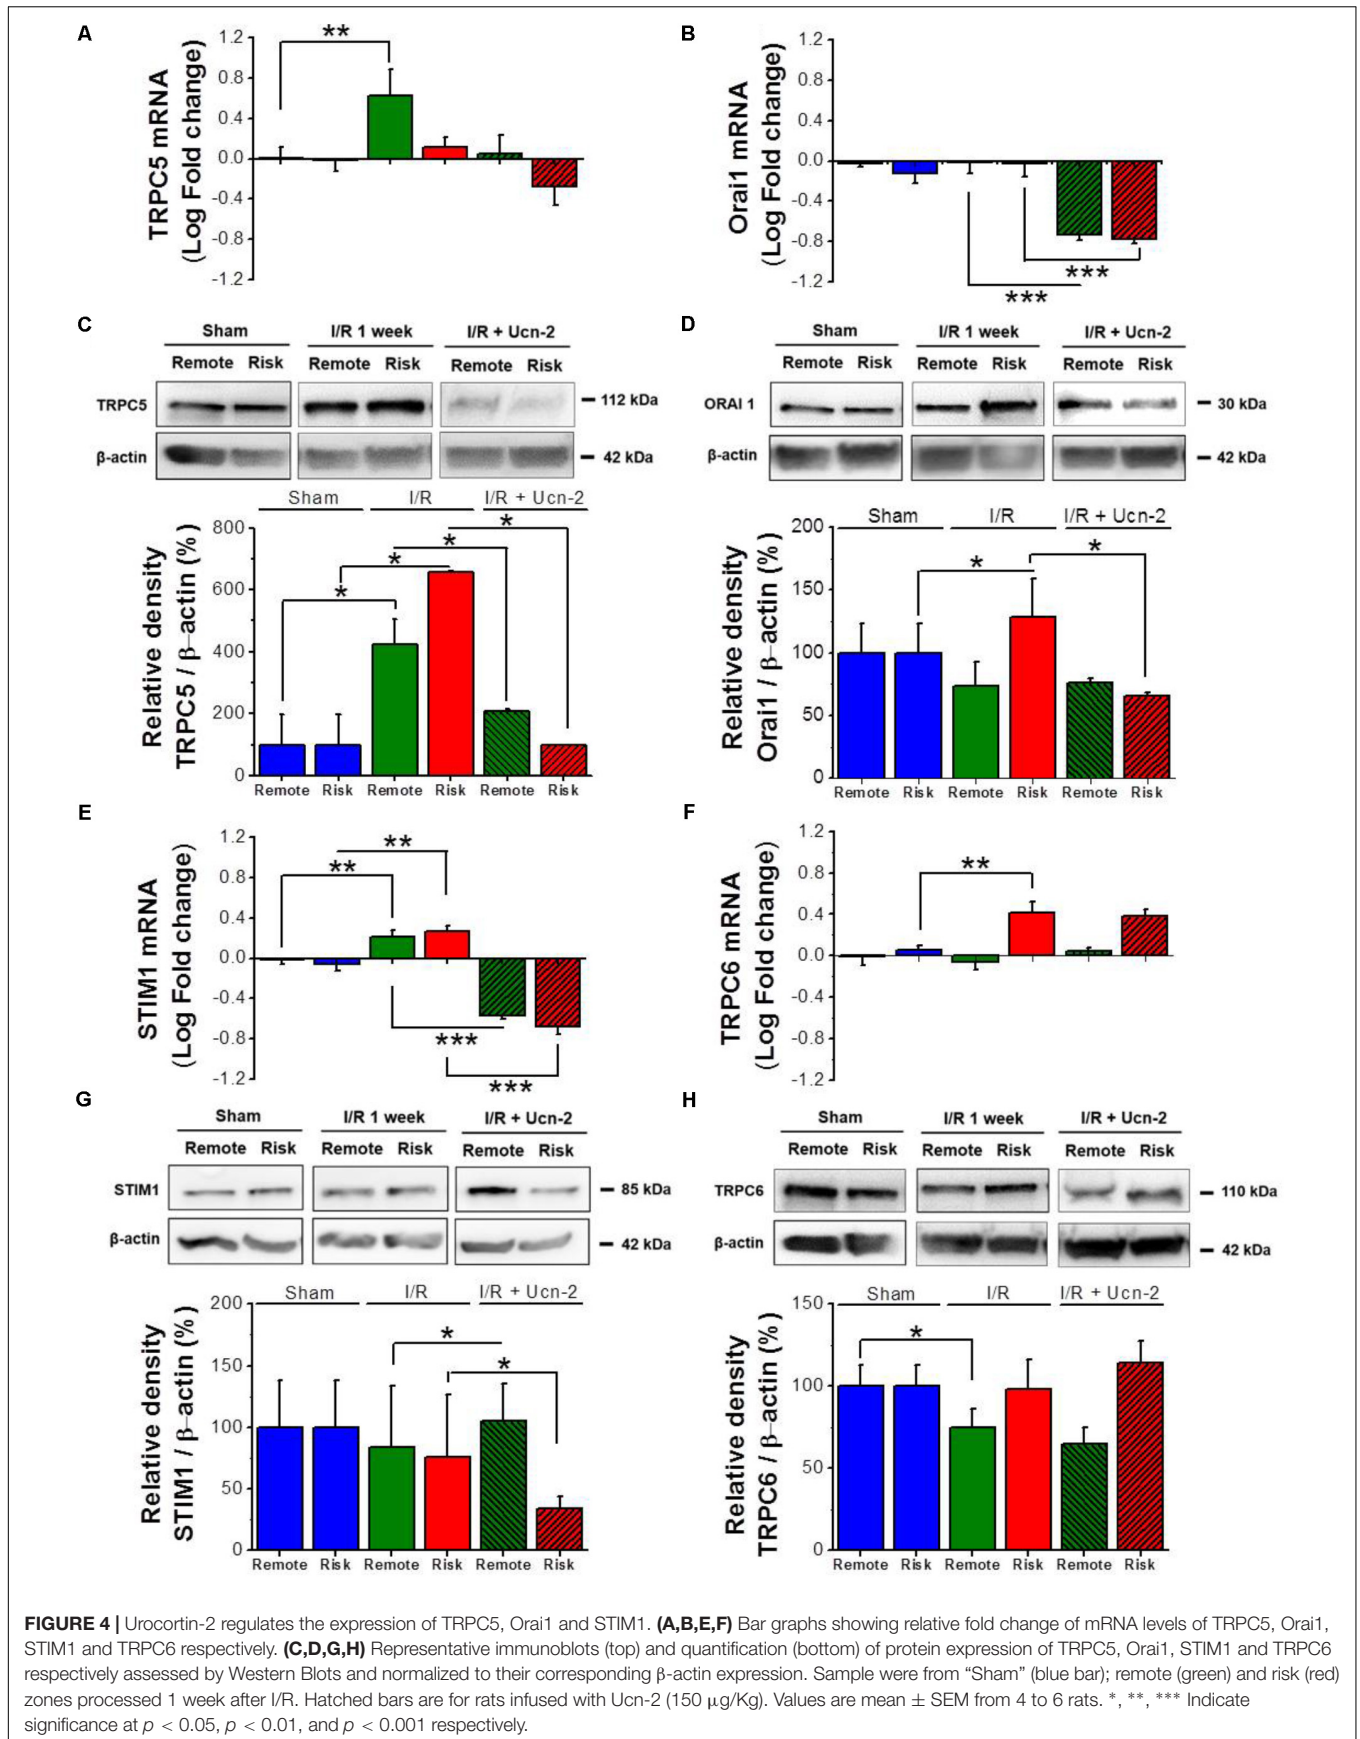 A
TRPC5 mRNA
(Log Fold change)
1.2
0.8
0.4
0.0
-0.4
-0.8
-1.2
**
B
Orai1 mRNA
(Log Fold change)
1.2
0.8
0.4
0.0
-0.4
-0.8
-1.2
***
***
C
Sham I/R 1 week I/R + Ucn-2
Remote Risk Remote Risk Remote Risk
TRPC5 112 kDa
β-actin 42 kDa
Sham I/R I/R + Ucn-2
Relative density
TRPC5 / β–actin (%)
800
600
400
200
0
*
*
*
*
Remote Risk Remote Risk Remote Risk
D
Sham I/R 1 week I/R + Ucn-2
Remote Risk Remote Risk Remote Risk
ORAI 1 30 kDa
β-actin 42 kDa
Sham I/R I/R + Ucn-2
Relative density
Orai1 / β–actin (%)
200
150
100
50
0
*
*
Remote Risk Remote Risk Remote Risk
E
STIM1 mRNA
(Log Fold change)
1.2
0.8
0.4
0.0
-0.4
-0.8
-1.2
**
**
***
***
F
TRPC6 mRNA
(Log Fold change)
1.2
0.8
0.4
0.0
-0.4
-0.8
-1.2
**
G
Sham I/R 1 week I/R + Ucn-2
Remote Risk Remote Risk Remote Risk
STIM1 85 kDa
β-actin 42 kDa
Sham I/R I/R + Ucn-2
Relative density
STIM1 / β–actin (%)
200
150
100
50
0
*
*
Remote Risk Remote Risk Remote Risk
H
Sham I/R 1 week I/R + Ucn-2
Remote Risk Remote Risk Remote Risk
TRPC6 110 kDa
β-actin 42 kDa
Sham I/R I/R + Ucn-2
Relative density
TRPC6 / β–actin (%)
150
100
50
0
*
Remote Risk Remote Risk Remote Risk
FIGURE 4 | Urocortin-2 regulates the expression of TRPC5, Orai1 and STIM1. (A,B,E,F) Bar graphs showing relative fold change of mRNA levels of TRPC5, Orai1,
STIM1 and TRPC6 respectively. (C,D,G,H) Representative immunoblots (top) and quantification (bottom) of protein expression of TRPC5, Orai1, STIM1 and TRPC6
respectively assessed by Western Blots and normalized to their corresponding β-actin expression. Sample were from “Sham” (blue bar); remote (green) and risk (red)
zones processed 1 week after I/R. Hatched bars are for rats infused with Ucn-2 (150 μg/Kg). Values are mean ± SEM from 4 to 6 rats. *, **, *** Indicate
significance at p < 0.05, p < 0.01, and p < 0.001 respectively.